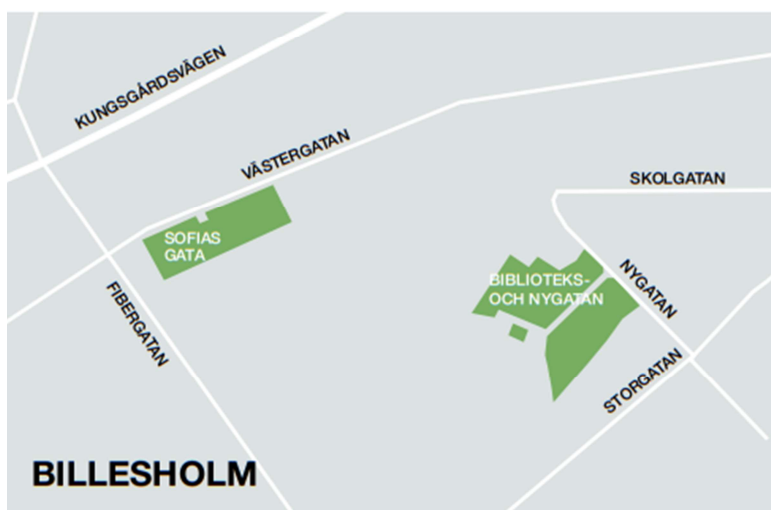 KUNGSGÅRDSVÄGEN
VÄSTERGATAN
SKOLGATAN
SOFIAS
GATA
BIBLIOTEKS-
OCH NYGATAN
NYGATAN
FIBERGATAN
STORGATAN
BILLESHOLM